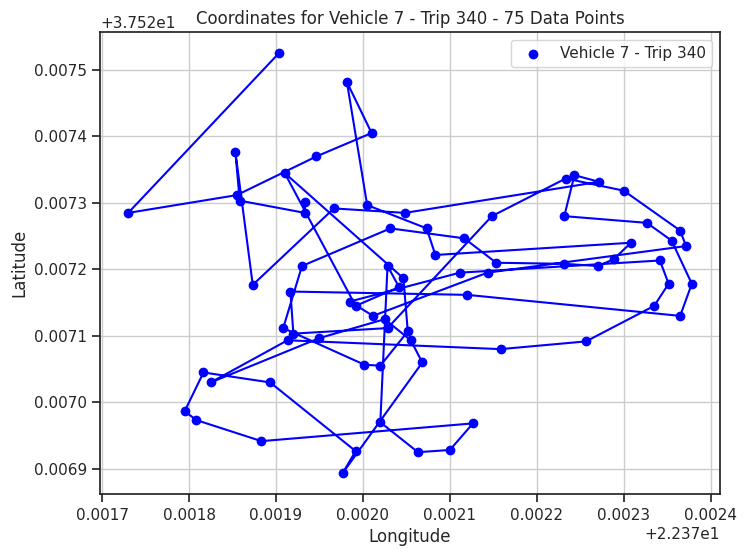 Coordinates for Vehicle 7 - Trip 340 - 75 Data Points
+3.752e1
Vehicle 7 - Trip 340
0.0075
0.0074
0.0073
0.0072
0.0071
0.0070
0.0069
Latitude
0.0017 0.0018 0.0019 0.0020 0.0021 0.0022 0.0023 0.0024
+2.237e1
Longitude